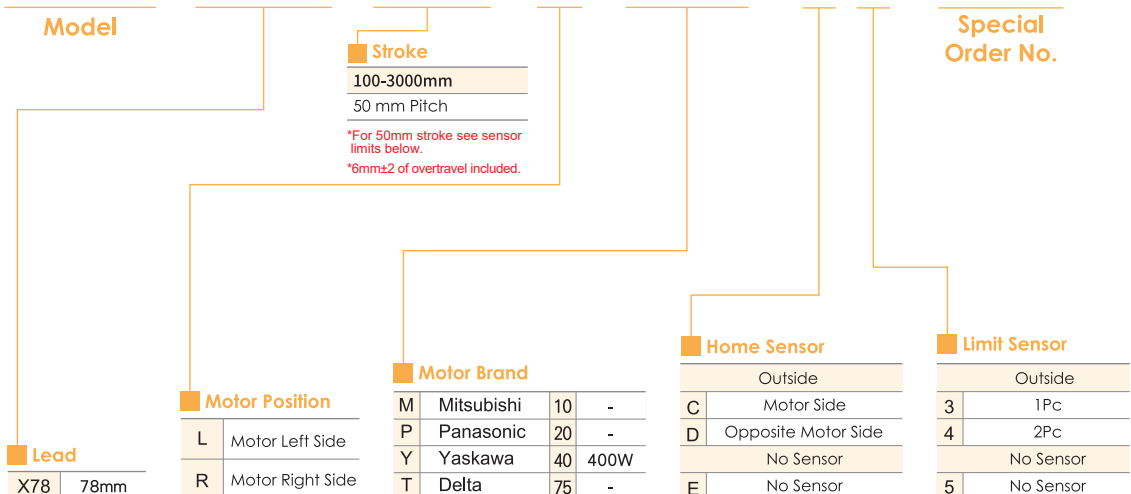 Model
Special
Order No.
Stroke
100-3000mm
50 mm Pitch
*For 50mm stroke see sensor
limits below.
*6mm±2 of overtravel included.
Lead
X78 78mm
Motor Position
L Motor Left Side
R Motor Right Side
Motor Brand
M Mitsubishi 10 -
P Panasonic 20 -
Y Yaskawa 40 400W
T Delta 75 -
Home Sensor
Outside
C Motor Side
D Opposite Motor Side
No Sensor
E No Sensor
Limit Sensor
Outside
3 1Pc
4 2Pc
No Sensor
5 No Sensor